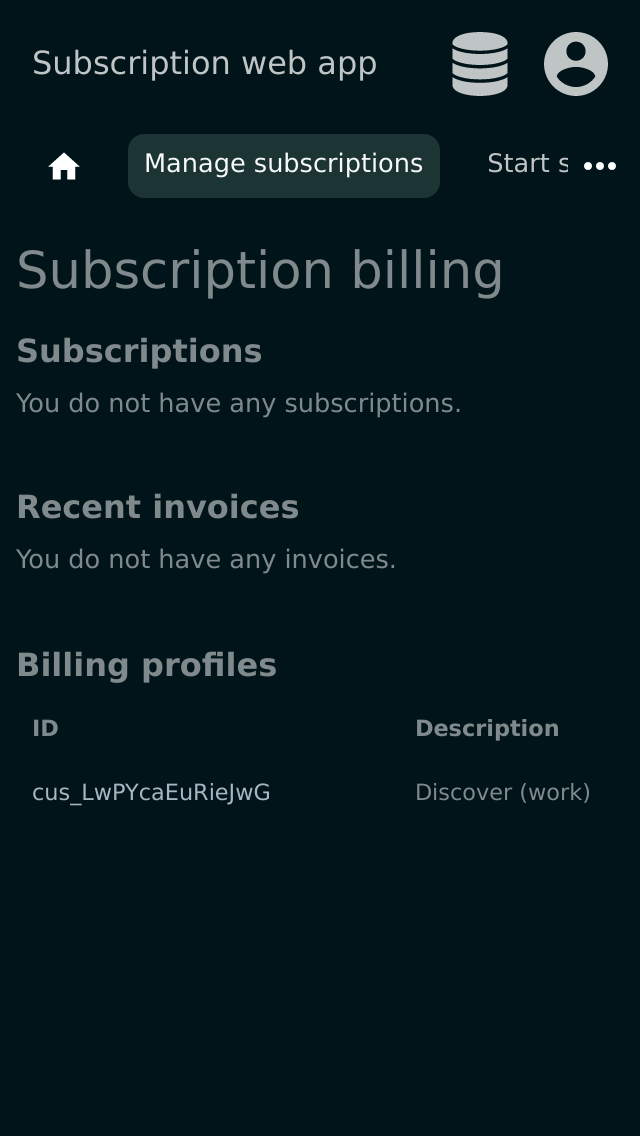 Subscription web app
Manage subscriptions
Start s
Subscription billing
Subscriptions
You do not have any subscriptions.
Recent invoices
You do not have any invoices.
Billing profiles
ID Description
cus_LwPYcaEuRieJwG Discover (work)